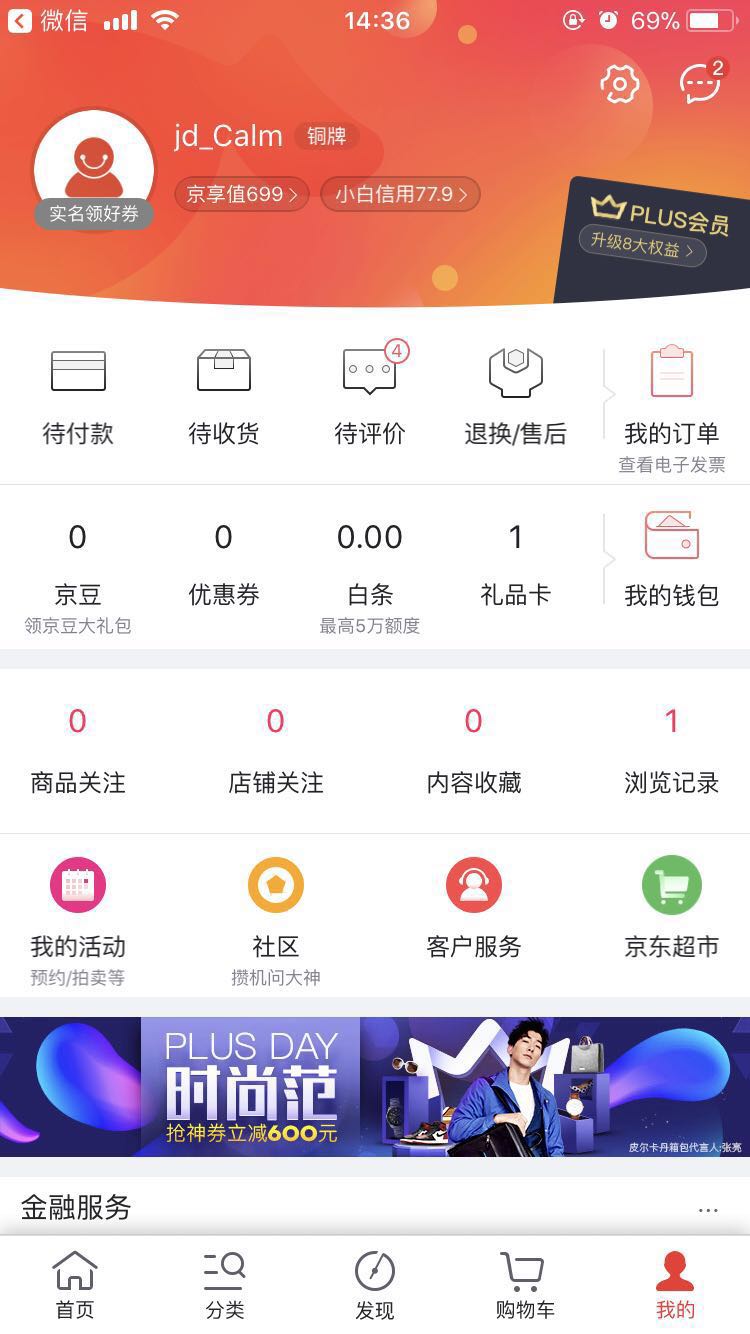 微信
14:36
69%
2
jd_Calm 铜牌
京享值699 小白信用77.9
实名领好券
PLUS会员
升级8大权益
4
待付款 待收货 待评价 退换/售后 我的订单
查看电子发票
0 0 0.00 1
京豆 优惠券 白条 礼品卡 我的钱包
领京豆大礼包 最高5万额度
0 0 0 1
商品关注 店铺关注 内容收藏 浏览记录
我的活动 社区 客户服务 京东超市
预约/拍卖等 攒机问大神
PLUS DAY
时尚范
抢神券立减600元
皮尔卡丹箱包代言人:张亮
金融服务 ...
首页 分类 发现 购物车 我的